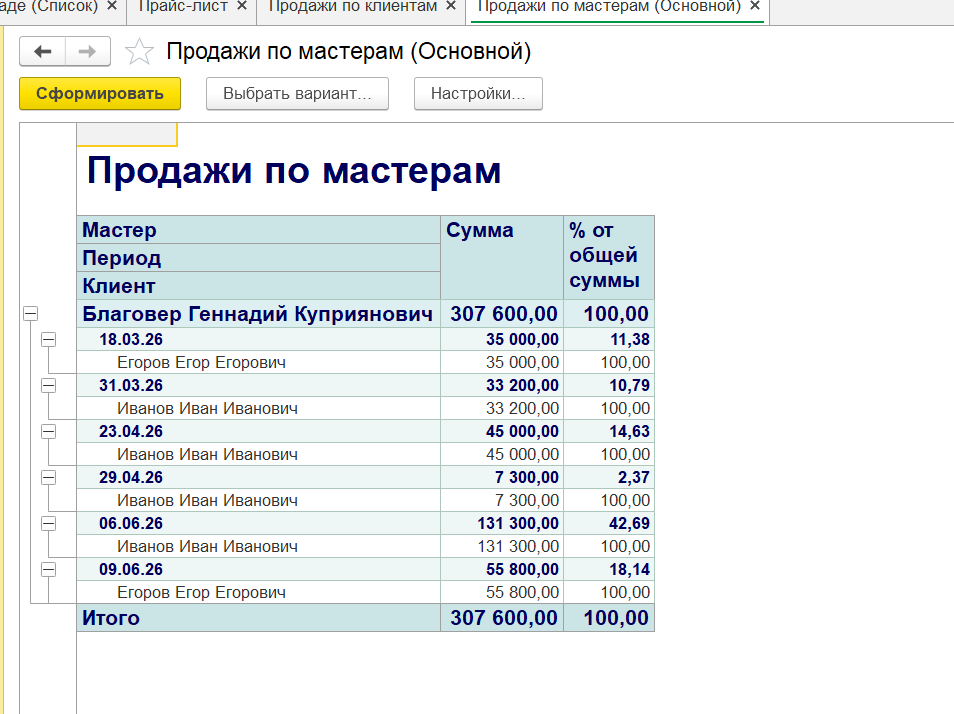 аде (Список) × Прайс-лист × Продажи по клиентам × Продажи по мастерам (Основной) ×
Продажи по мастерам (Основной)
Сформировать Выбрать вариант... Настройки...
Продажи по мастерам
Мастер Сумма % от общей суммы
Период
Клиент
Благовер Геннадий Куприянович 307 600,00 100,00
18.03.26 35 000,00 11,38
Егоров Егор Егорович 35 000,00 100,00
31.03.26 33 200,00 10,79
Иванов Иван Иванович 33 200,00 100,00
23.04.26 45 000,00 14,63
Иванов Иван Иванович 45 000,00 100,00
29.04.26 7 300,00 2,37
Иванов Иван Иванович 7 300,00 100,00
06.06.26 131 300,00 42,69
Иванов Иван Иванович 131 300,00 100,00
09.06.26 55 800,00 18,14
Егоров Егор Егорович 55 800,00 100,00
Итого 307 600,00 100,00